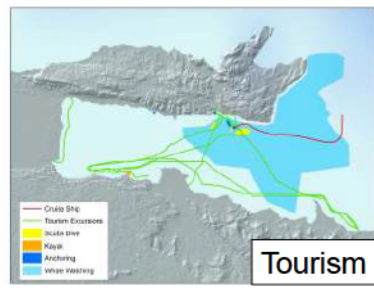 Cruise Ship
Tourism Excursions
Scuba Dive
Kayak
Anchoring
Whale Watching
Tourism